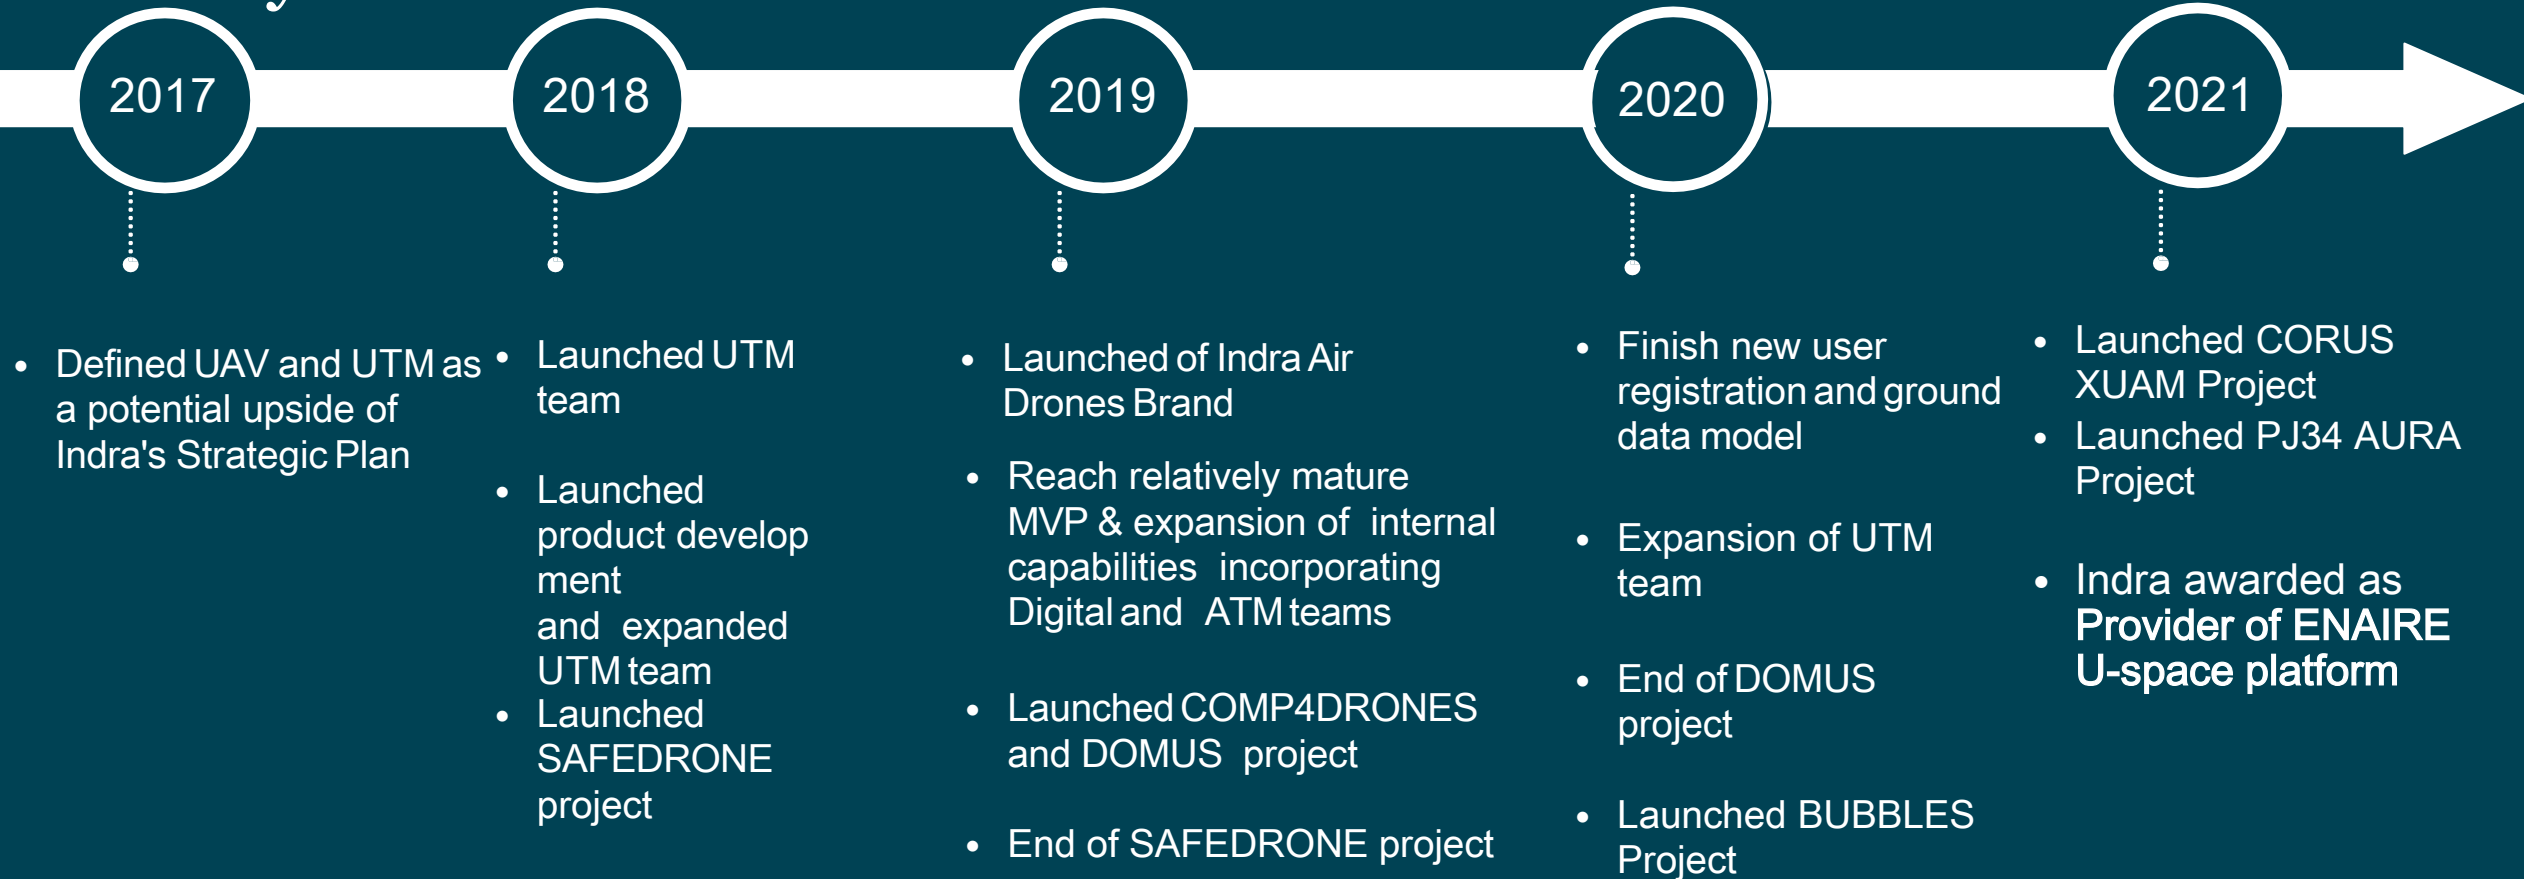 2017
2018
2019
2020
2021
• Defined UAV and UTM as
a potential upside of
Indra's Strategic Plan
• Launched UTM
team
• Launched
product develop
ment
and expanded
UTM team
• Launched
SAFEDRONE
project
• Launched of Indra Air
Drones Brand
• Reach relatively mature
MVP & expansion of internal
capabilities incorporating
Digital and ATM teams
• Launched COMP4DRONES
and DOMUS project
• End of SAFEDRONE project
• Finish new user
registration and ground
data model
• Expansion of UTM
team
• End of DOMUS
project
• Launched BUBBLES
Project
• Launched CORUS
XUAM Project
• Launched PJ34 AURA
Project
• Indra awarded as
Provider of ENAIRE
U-space platform